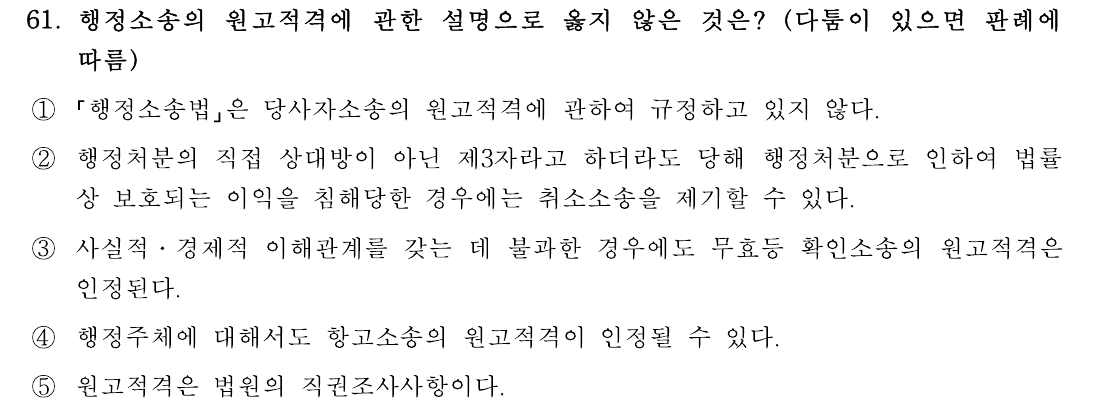 61. 행정소송의 원고적격에 관한 설명으로 옳지 않은 것은? (다툼이 있으면 판례에
따름)
① 「행정소송법」은 당사자소송의 원고적격에 관하여 규정하고 있지 않다.
② 행정처분의 직접 상대방이 아닌 제3자라고 하더라도 당해 행정처분으로 인하여 법률
상 보호되는 이익을 침해당한 경우에는 취소소송을 제기할 수 있다.
③ 사실적·경제적 이해관계를 갖는 데 불과한 경우에도 무효등 확인소송의 원고적격은
인정된다.
④ 행정주체에 대해서도 항고소송의 원고적격이 인정될 수 있다.
⑤ 원고적격은 법원의 직권조사사항이다.